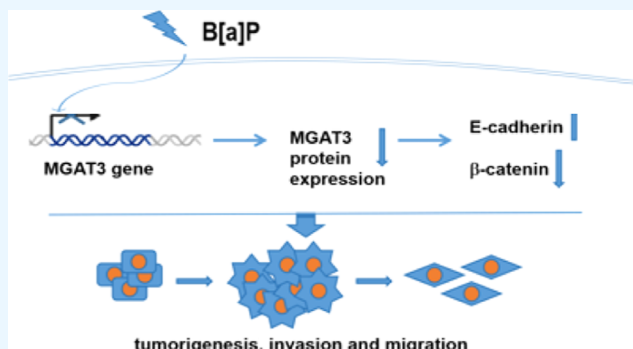 B[a]P
MGAT3 gene
MGAT3
protein
expression
E-cadherin
β-catenin
tumorigenesis, invasion and migration